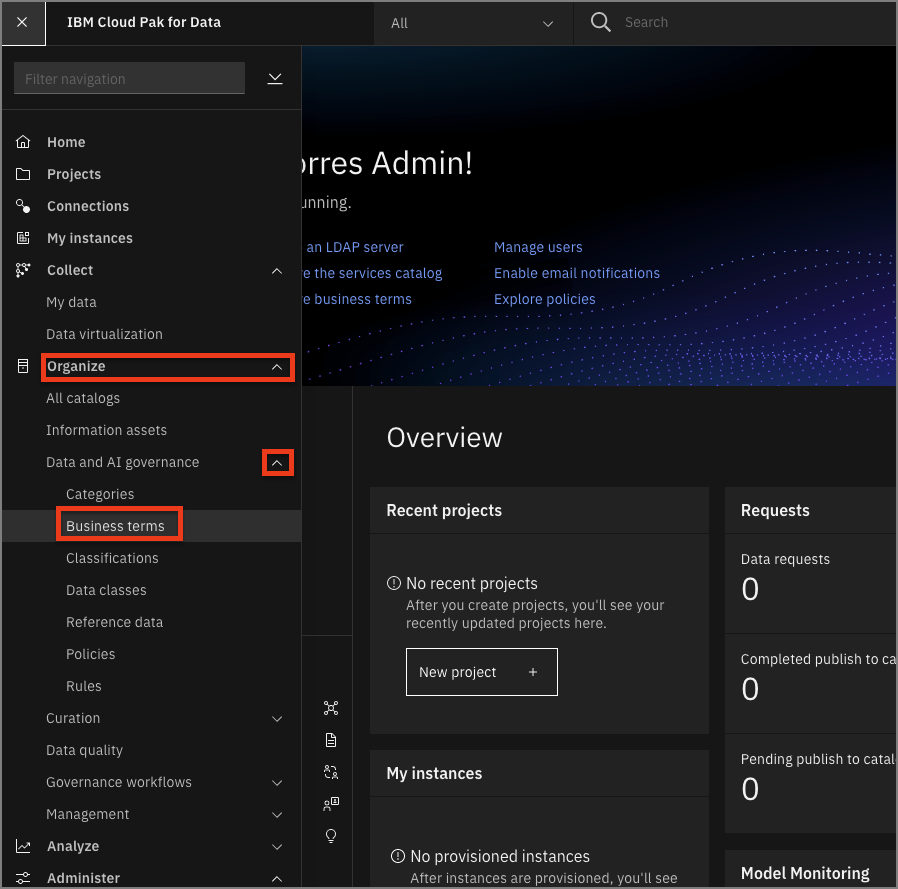 IBM Cloud Pak for Data
All
Search
Filter navigation
Home
Projects
Connections
My instances
Collect
My data
Data virtualization
Organize
All catalogs
Information assets
Data and AI governance
Categories
Business terms
Classifications
Data classes
Reference data
Policies
Rules
Curation
Data quality
Governance workflows
Management
Analyze
Administer
orres Admin!
unning.
an LDAP server
Manage users
e the services catalog
Enable email notifications
e business terms
Explore policies
Overview
Recent projects
No recent projects
After you create projects, you'll see your
recently updated projects here.
New project +
My instances
No provisioned instances
After instances are provisioned, you'll see
Requests
Data requests
0
Completed publish to ca
0
Pending publish to catal
0
Model Monitoring